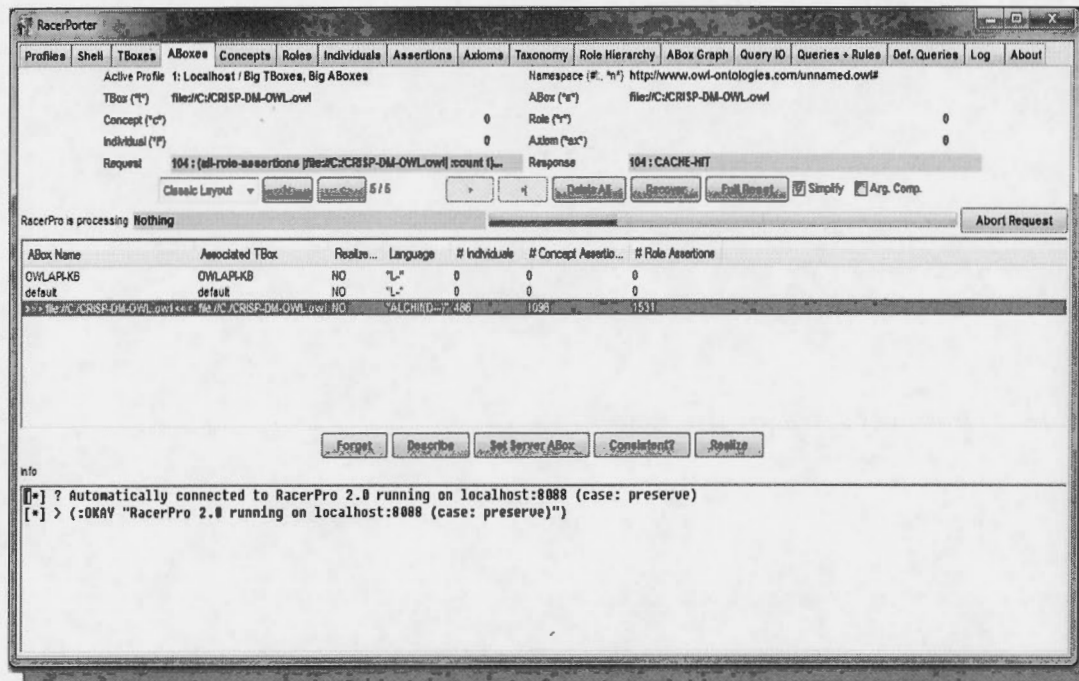 RacerPorter
Profiles Shell TBoxes ABoxes Concepts Roles Individuals Assertions Axioms Taxonomy Role Hierarchy ABox Graph Query IO Queries + Rules Def. Queries Log About
Active Profile 1: Localhost / Big TBoxes, Big ABoxes Namespace (#:, *n*) http://www.owl-ontologies.com/unnamed.owl#
TBox (*t*) file://C:/CRISP-DM-OWL.owl ABox (*a*) file://C:/CRISP-DM-OWL.owl
Concept (*c*) 0 Role (*r*) 0
Individual (*i*) 0 Axiom (*ax*) 0
Request 104 : (all-role-assertions |file://C:/CRISP-DM-OWL.owl| :count t)... Response 104 : CACHE-HIT
Classic Layout 5 / 5 Delete All Recover Full Reset Simplify Arg. Comp.
RacerPro is processing Nothing Abort Request
ABox Name Associated TBox Realize... Language # Individuals # Concept Assertio... # Role Assertions
OWLAPI-KB OWLAPI-KB NO "L-" 0 0 0
default default NO "L-" 0 0 0
>>> file://C:/CRISP-DM-OWL.owl <<< file://C:/CRISP-DM-OWL.owl NO "ALCHI(D-)" 486 1096 1531
Forget Describe Set Server ABox Consistent? Realize
Info
[*] ? Automatically connected to RacerPro 2.0 running on localhost:8088 (case: preserve)
[*] > (:OKAY "RacerPro 2.0 running on localhost:8088 (case: preserve)")